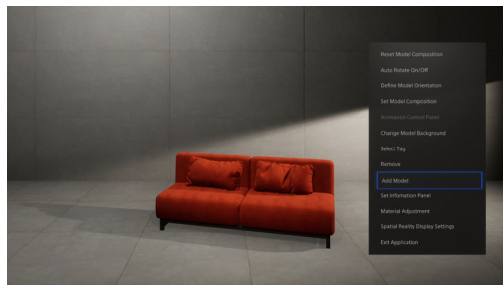 Reset Model Composition
Auto Rotate On/Off
Define Model Orientation
Set Model Composition
Animation Control Panel
Change Model Background
Select Tag
Remove
Add Model
Set Infomation Panel
Material Adjustment
Spatial Reality Display Settings
Exit Application